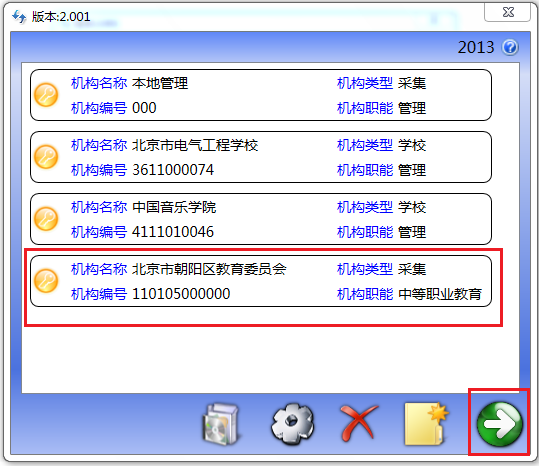 版本:2.001
2013
机构名称 本地管理 机构类型 采集
机构编号 000 机构职能 管理
机构名称 北京市电气工程学校 机构类型 学校
机构编号 3611000074 机构职能 管理
机构名称 中国音乐学院 机构类型 学校
机构编号 4111010046 机构职能 管理
机构名称 北京市朝阳区教育委员会 机构类型 采集
机构编号 110105000000 机构职能 中等职业教育